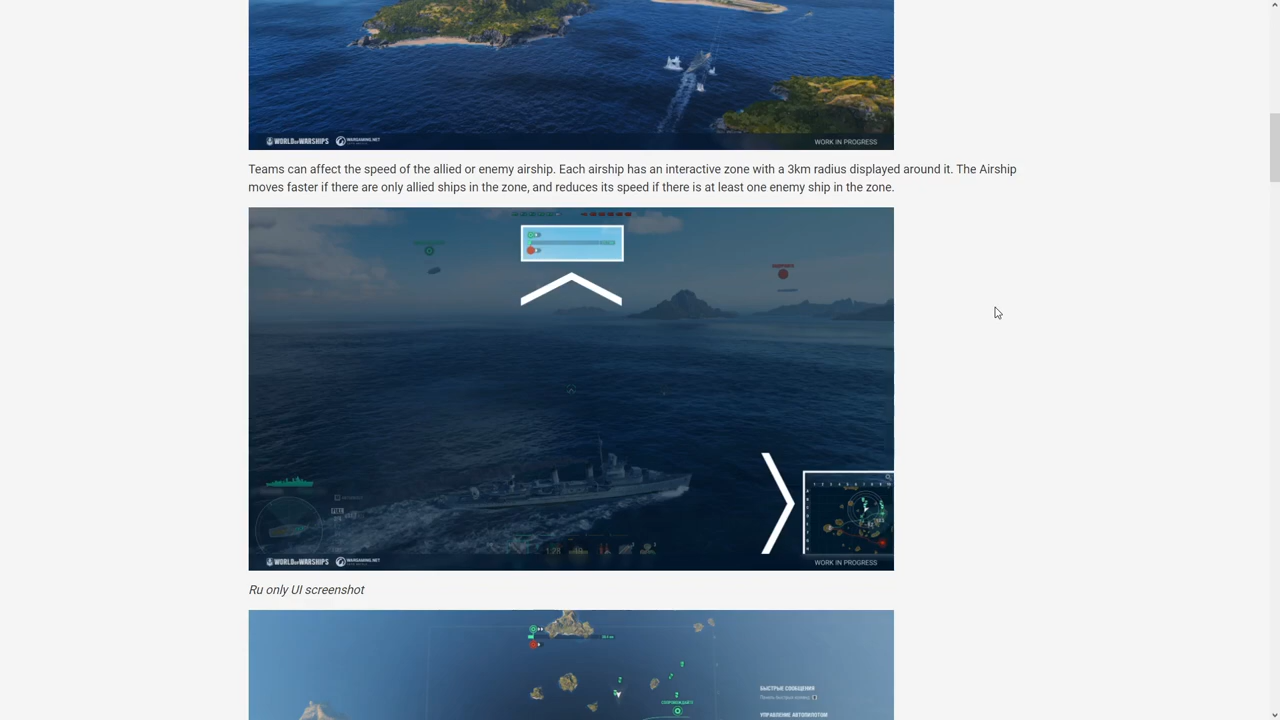 WORLD OF WARSHIPS WARGAMING.NET WORK IN PROGRESS
Teams can affect the speed of the allied or enemy airship. Each airship has an interactive zone with a 3km radius displayed around it. The Airship
moves faster if there are only allied ships in the zone, and reduces its speed if there is at least one enemy ship in the zone.
WORLD OF WARSHIPS WARGAMING.NET WORK IN PROGRESS
Ru only UI screenshot
БЫСТРЫЕ СООБЩЕНИЯ
УПРАВЛЕНИЕ АВТОПИЛОТОМ